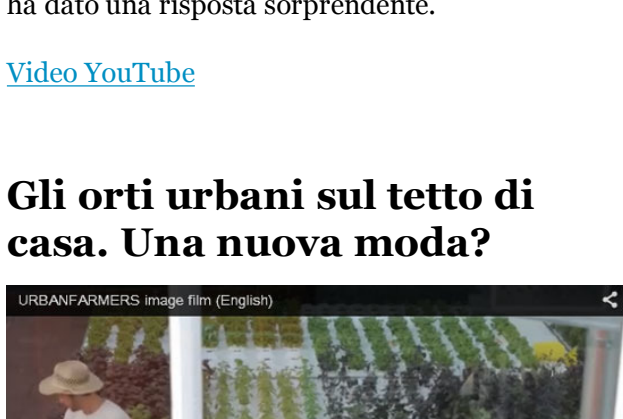 ha dato una risposta sorprendente.
Video YouTube
Gli orti urbani sul tetto di
casa. Una nuova moda?
URBANFARMERS image film (English)